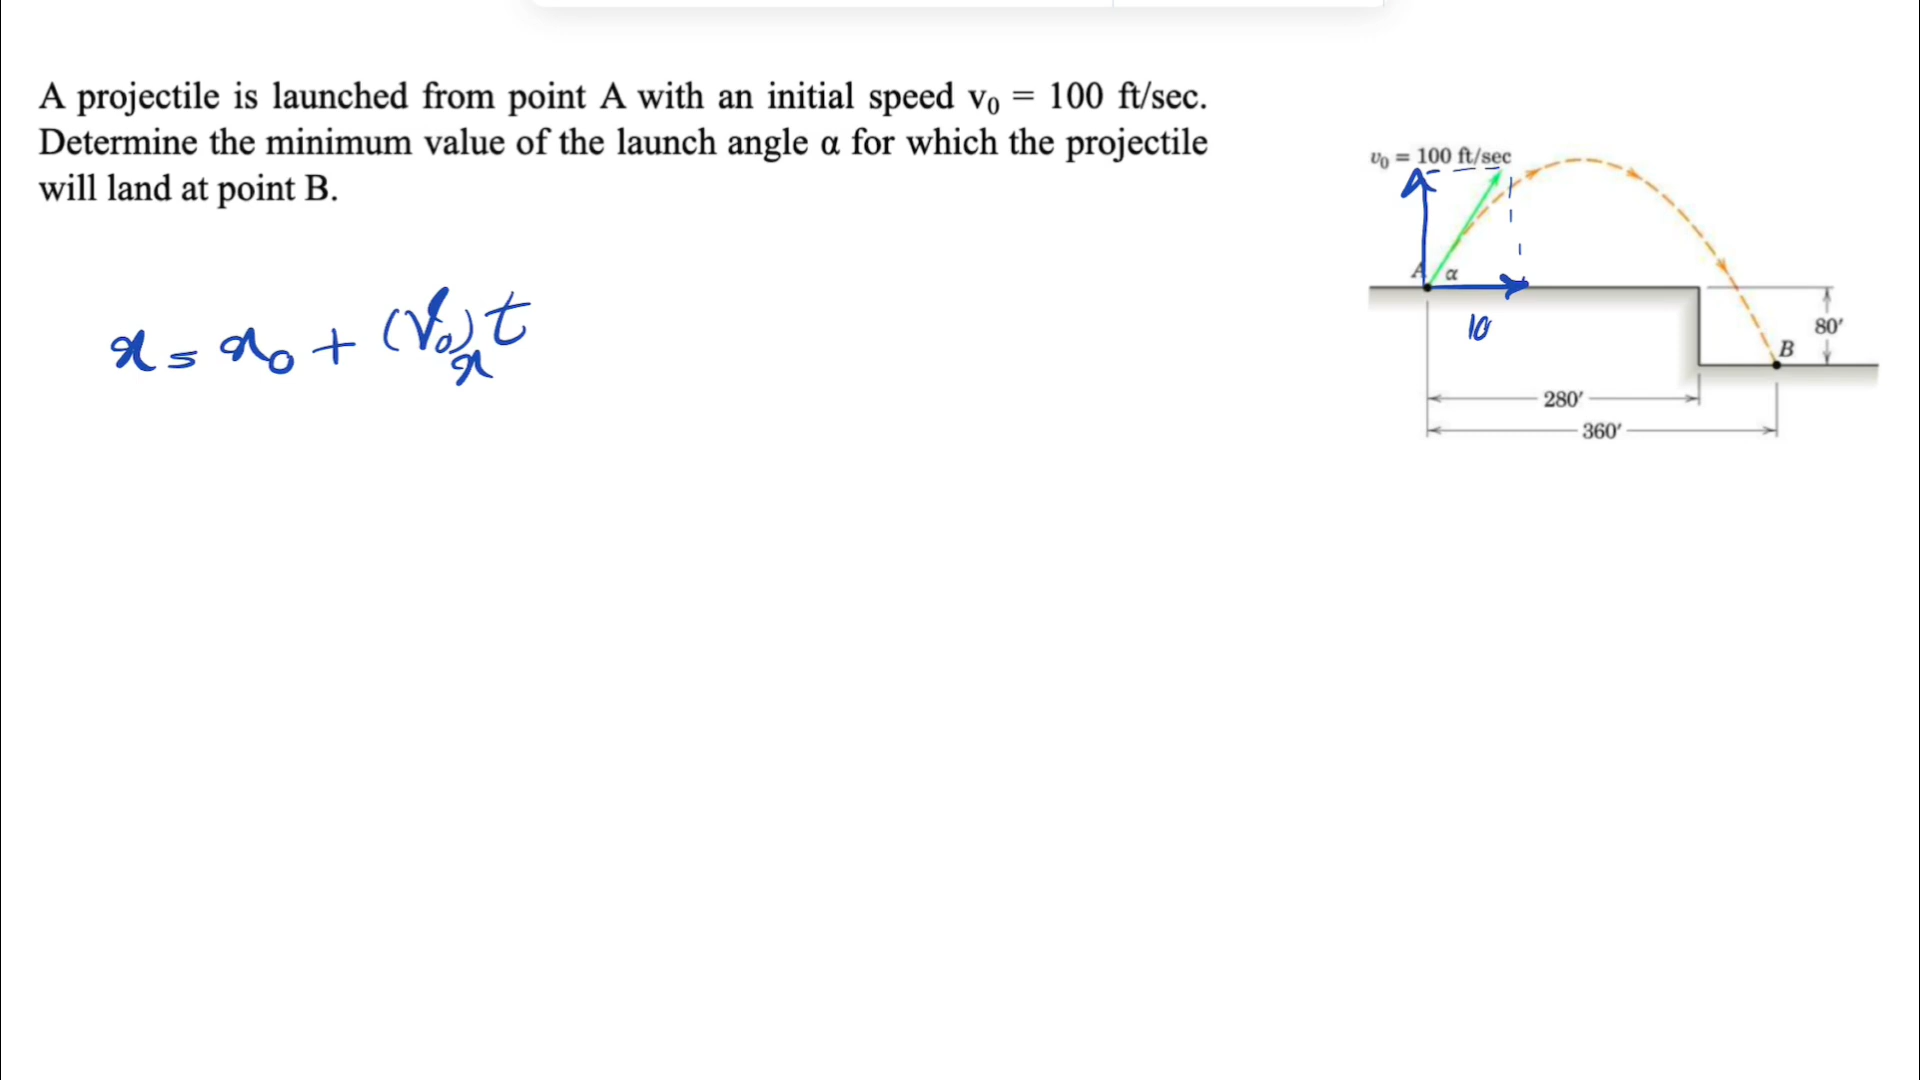 A projectile is launched from point A with an initial speed v₀ = 100 ft/sec.
Determine the minimum value of the launch angle α for which the projectile
will land at point B.
v₀ = 100 ft/sec
A α
80′
10
B
280′
360′
x = x₀ + (V₀)ₓ t